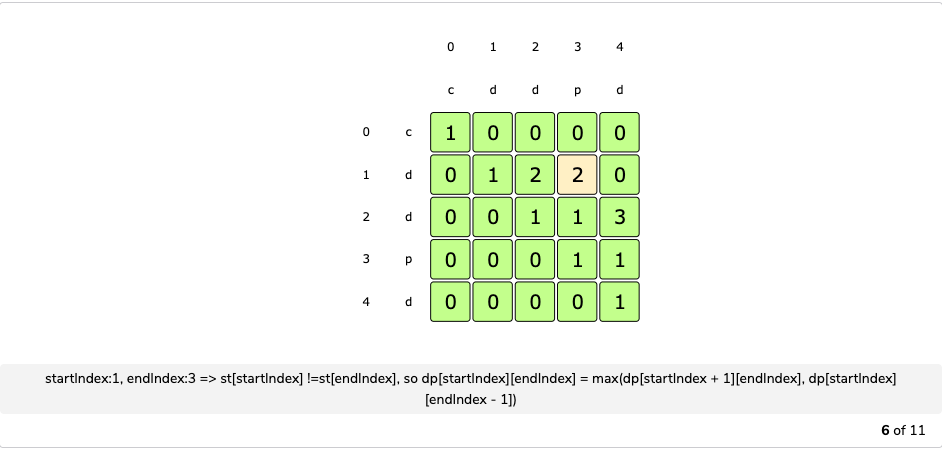 0 1 2 3 4
c d d p d
0 c 1 0 0 0 0
1 d 0 1 2 2 0
2 d 0 0 1 1 3
3 p 0 0 0 1 1
4 d 0 0 0 0 1
startIndex:1, endIndex:3 => st[startIndex] !=st[endIndex], so dp[startIndex][endIndex] = max(dp[startIndex + 1][endIndex], dp[startIndex]
[endIndex - 1])
6 of 11